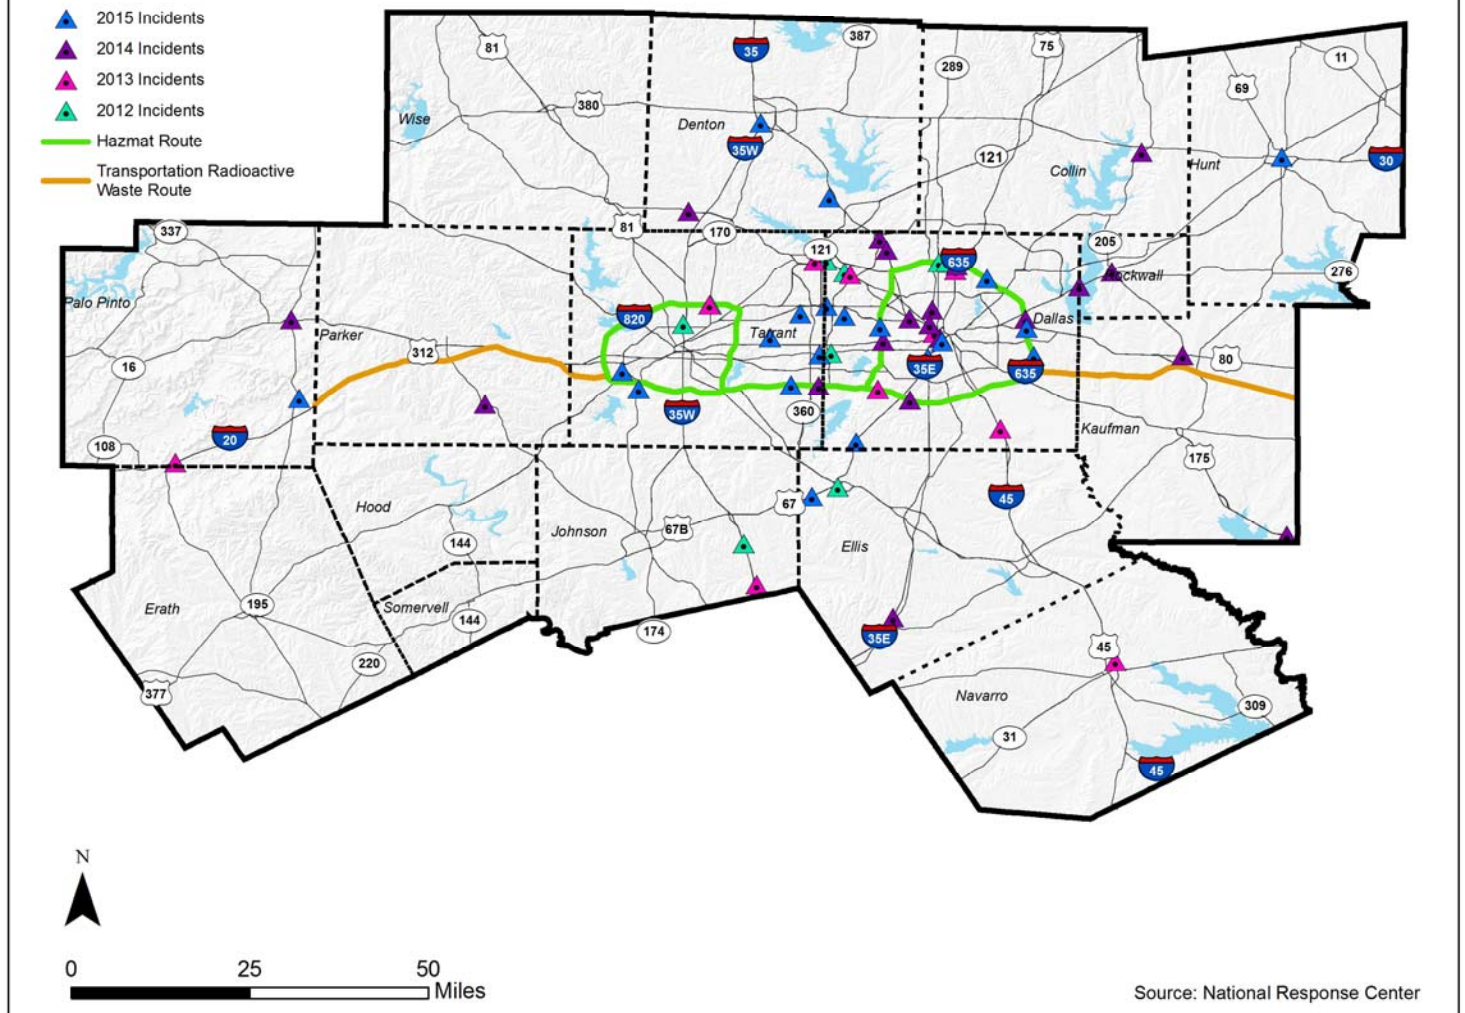 2015 Incidents
2014 Incidents
2013 Incidents
2012 Incidents
Hazmat Route
Transportation Radioactive
Waste Route
81
35
387
75
289
11
69
380
Wise
Denton
35W
121
Collin
Hunt
30
337
81
170
121
635
205
Rockwall
276
Palo Pinto
Parker
820
Tarrant
Dallas
16
312
35E
635
80
20
35W
360
108
Kaufman
175
Hood
67
45
144
Johnson
67B
Ellis
Erath
195
Somervell
144
174
35E
45
220
377
Navarro
309
31
45
N
0
25
50
Miles
Source: National Response Center